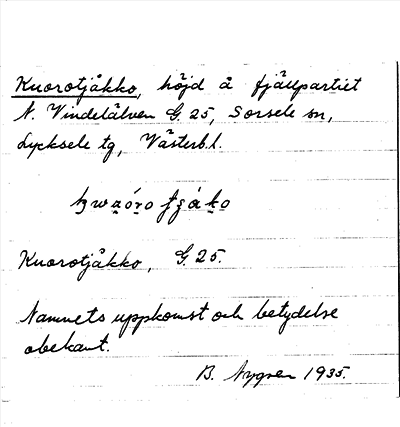 Kuorotjåkko, höjd å fjällpartiet
N. Vindelälven G. 25, Sorsele sn,
Lycksele tg, Västerb.l.
Kuorotjåkko, G. 25.
Namnets uppkomst och betydelse
obekant.
B. Nygren 1935.